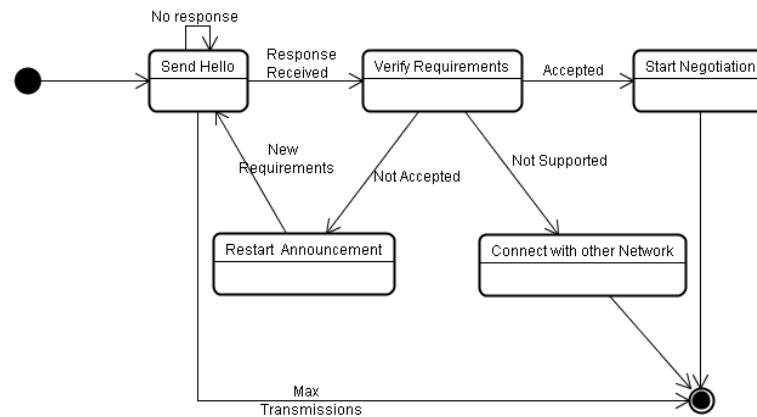 No response
Send Hello
Response
Received
Verify Requirements
Accepted
Start Negotiation
New
Requirements
Not Accepted
Not Supported
Restart Announcement
Connect with other Network
Max
Transmissions